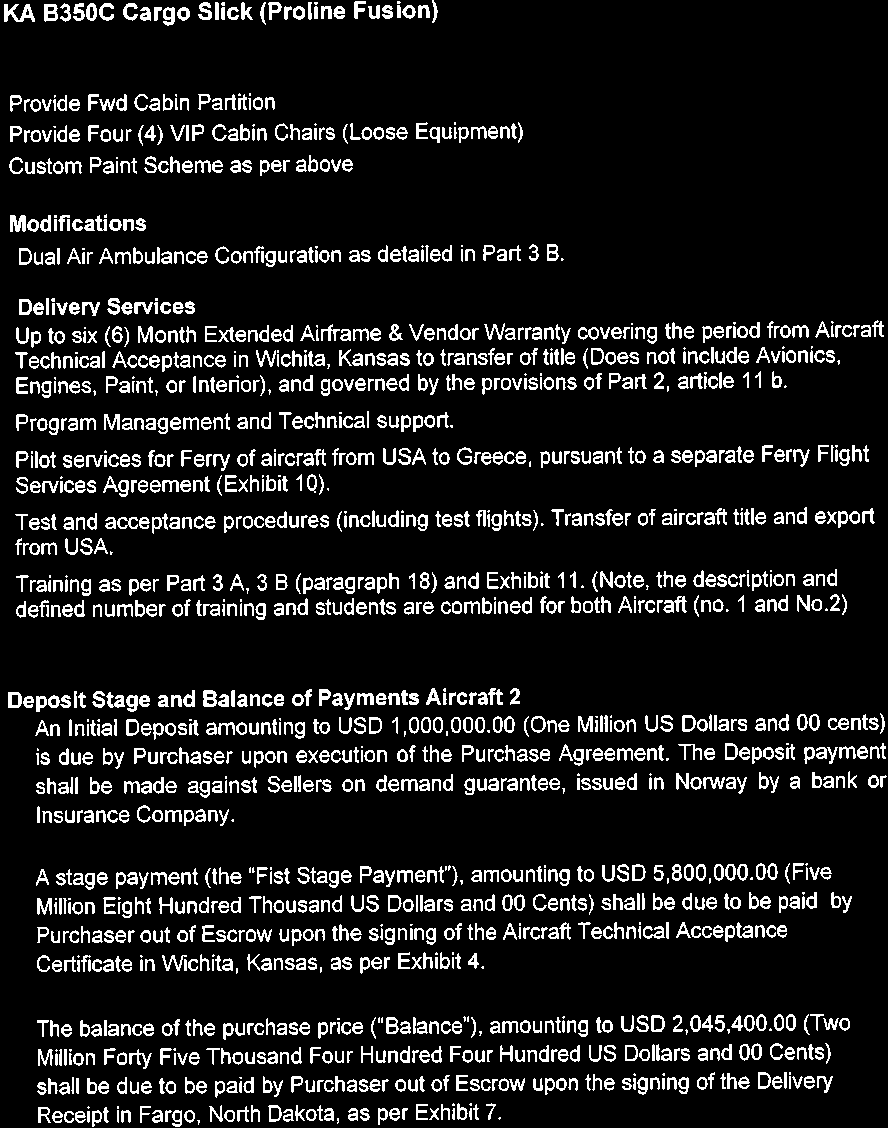 KA B350C Cargo Slick (Proline Fusion)
Provide Fwd Cabin Partition
Provide Four (4) VIP Cabin Chairs (Loose Equipment)
Custom Paint Scheme as per above
Modifications
Dual Air Ambulance Configuration as detailed in Part 3 B.
Delivery Services
Up to six (6) Month Extended Airframe & Vendor Warranty covering the period from Aircraft
Technical Acceptance in Wichita, Kansas to transfer of title (Does not include Avionics,
Engines, Paint, or Interior), and governed by the provisions of Part 2, article 11 b.
Program Management and Technical support.
Pilot services for Ferry of aircraft from USA to Greece, pursuant to a separate Ferry Flight
Services Agreement (Exhibit 10).
Test and acceptance procedures (including test flights). Transfer of aircraft title and export
from USA.
Training as per Part 3 A, 3 B (paragraph 18) and Exhibit 11. (Note, the description and
defined number of training and students are combined for both Aircraft (no. 1 and No.2)
Deposit Stage and Balance of Payments Aircraft 2
An Initial Deposit amounting to USD 1,000,000.00 (One Million US Dollars and 00 cents)
is due by Purchaser upon execution of the Purchase Agreement. The Deposit payment
shall be made against Sellers on demand guarantee, issued in Norway by a bank or
Insurance Company.
A stage payment (the "Fist Stage Payment"), amounting to USD 5,800,000.00 (Five
Million Eight Hundred Thousand US Dollars and 00 Cents) shall be due to be paid by
Purchaser out of Escrow upon the signing of the Aircraft Technical Acceptance
Certificate in Wichita, Kansas, as per Exhibit 4.
The balance of the purchase price ("Balance"), amounting to USD 2,045,400.00 (Two
Million Forty Five Thousand Four Hundred Four Hundred US Dollars and 00 Cents)
shall be due to be paid by Purchaser out of Escrow upon the signing of the Delivery
Receipt in Fargo, North Dakota, as per Exhibit 7.